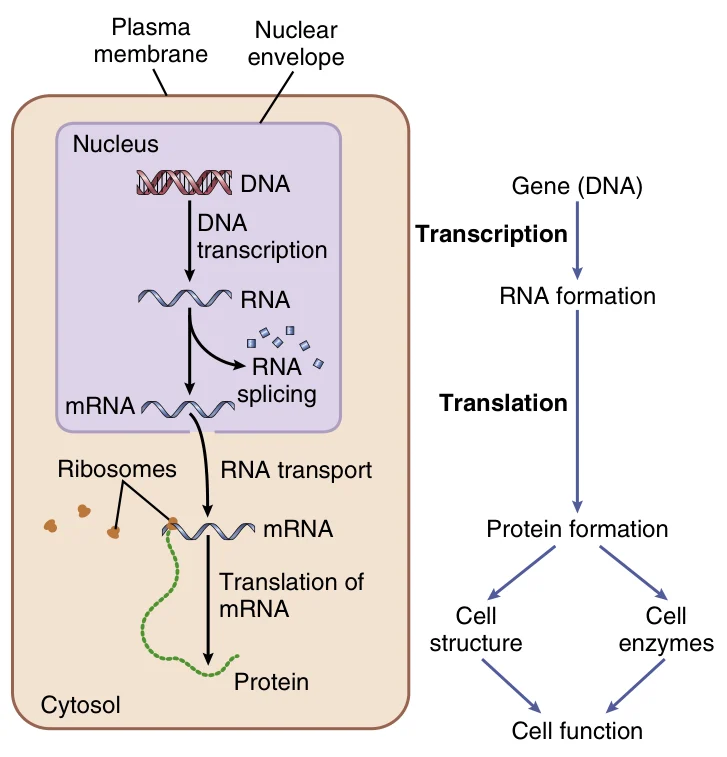 Plasma
membrane
Nuclear
envelope
Nucleus
DNA
DNA
transcription
RNA
RNA
splicing
mRNA
Ribosomes
RNA transport
mRNA
Translation of
mRNA
Protein
Cytosol
Gene (DNA)
Transcription
RNA formation
Translation
Protein formation
Cell
structure
Cell
enzymes
Cell function